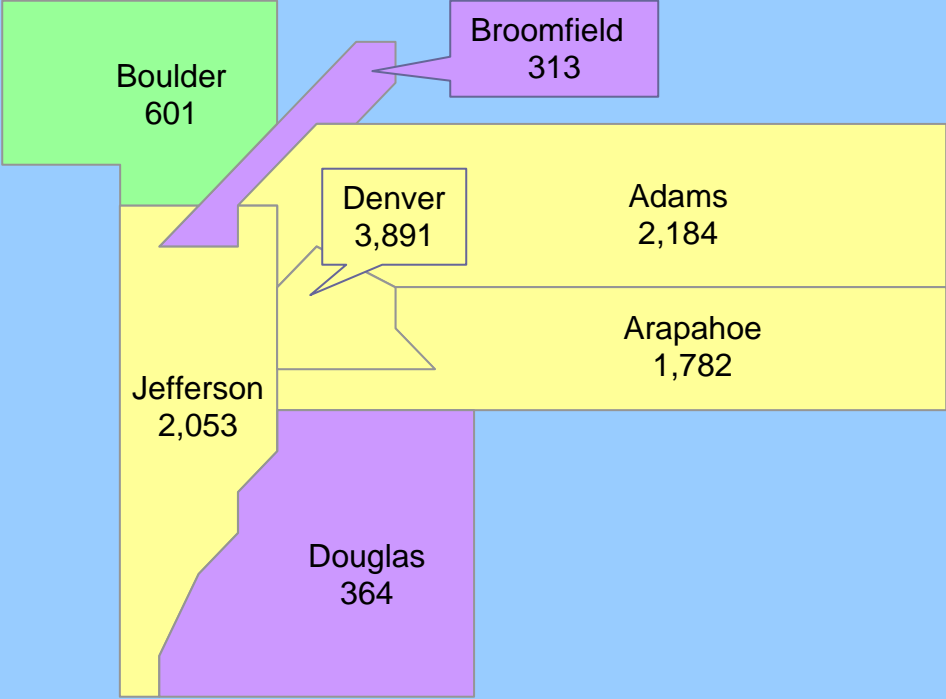 Broomfield
313
Boulder
601
Denver
3,891
Adams
2,184
Arapahoe
1,782
Jefferson
2,053
Douglas
364